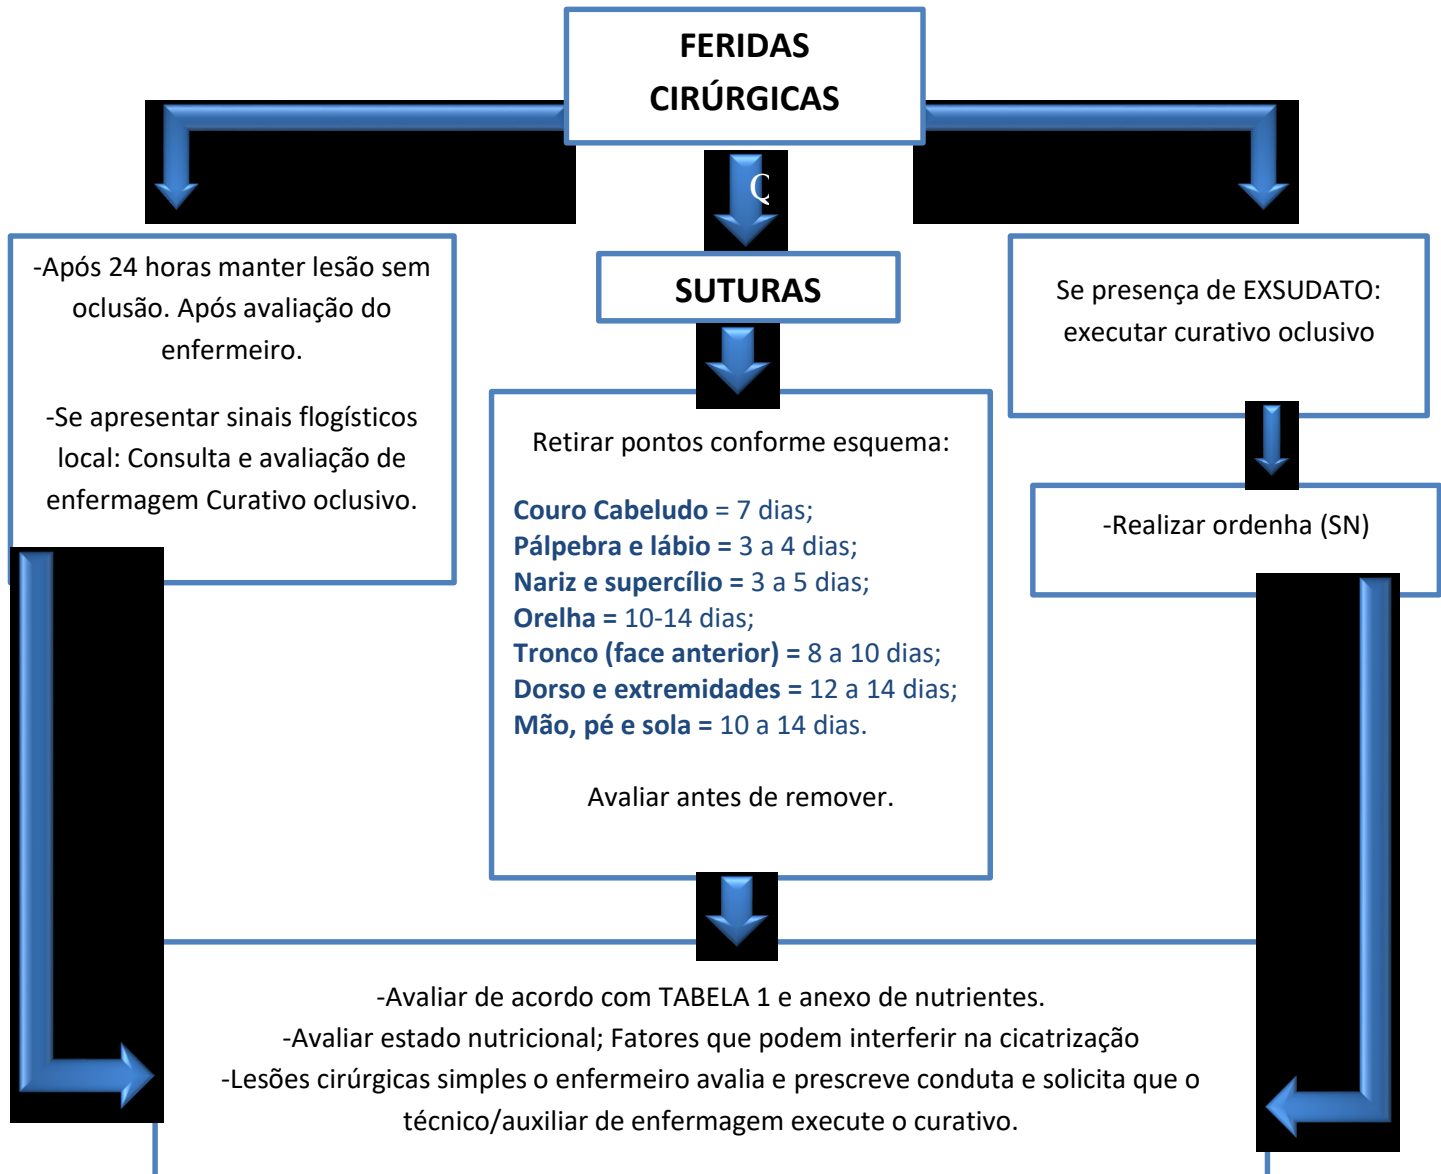 FERIDAS
CIRÚRGICAS
Q
-Após 24 horas manter lesão sem
oclusão. Após avaliação do
enfermeiro.
-Se apresentar sinais flogísticos
local: Consulta e avaliação de
enfermagem Curativo oclusivo.
SUTURAS
Retirar pontos conforme esquema:
Couro Cabeludo = 7 dias;
Pálpebra e lábio = 3 a 4 dias;
Nariz e supercílio = 3 a 5 dias;
Orelha = 10-14 dias;
Tronco (face anterior) = 8 a 10 dias;
Dorso e extremidades = 12 a 14 dias;
Mão, pé e sola = 10 a 14 dias.
Avaliar antes de remover.
Se presença de EXSUDATO:
executar curativo oclusivo
-Realizar ordenha (SN)
-Avaliar de acordo com TABELA 1 e anexo de nutrientes.
-Avaliar estado nutricional; Fatores que podem interferir na cicatrização
-Lesões cirúrgicas simples o enfermeiro avalia e prescreve conduta e solicita que o
técnico/auxiliar de enfermagem execute o curativo.